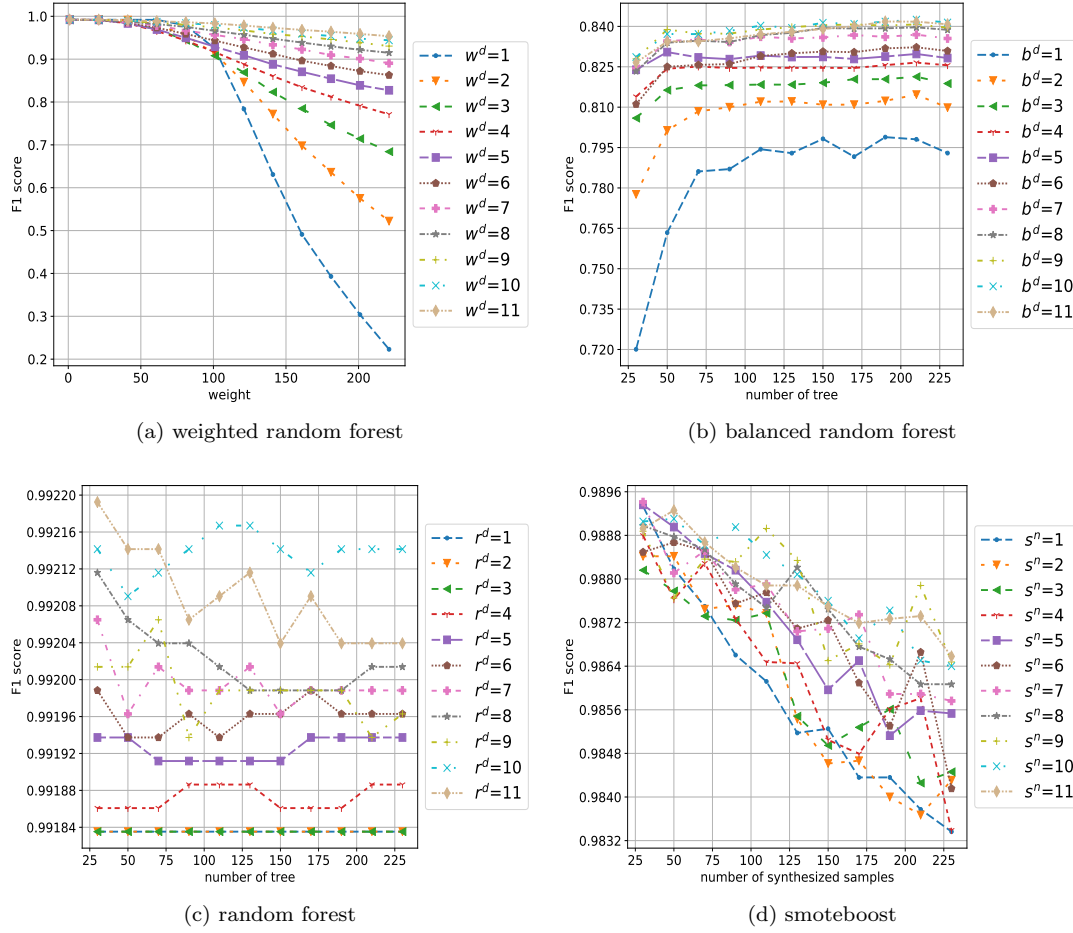 1.0
0.9
0.8
0.7
0.6
0.5
0.4
0.3
0.2
F1 score
0 50 100 150 200
weight
w^d=1
w^d=2
w^d=3
w^d=4
w^d=5
w^d=6
w^d=7
w^d=8
w^d=9
w^d=10
w^d=11
(a) weighted random forest
0.840
0.825
0.810
0.795
0.780
0.765
0.750
0.735
0.720
F1 score
25 50 75 100 125 150 175 200 225
number of tree
b^d=1
b^d=2
b^d=3
b^d=4
b^d=5
b^d=6
b^d=7
b^d=8
b^d=9
b^d=10
b^d=11
(b) balanced random forest
0.99220
0.99216
0.99212
0.99208
0.99204
0.99200
0.99196
0.99192
0.99188
0.99184
F1 score
25 50 75 100 125 150 175 200 225
number of tree
r^d=1
r^d=2
r^d=3
r^d=4
r^d=5
r^d=6
r^d=7
r^d=8
r^d=9
r^d=10
r^d=11
(c) random forest
0.9896
0.9888
0.9880
0.9872
0.9864
0.9856
0.9848
0.9840
0.9832
F1 score
25 50 75 100 125 150 175 200 225
number of synthesized samples
s^n=1
s^n=2
s^n=3
s^n=4
s^n=5
s^n=6
s^n=7
s^n=8
s^n=9
s^n=10
s^n=11
(d) smoteboost